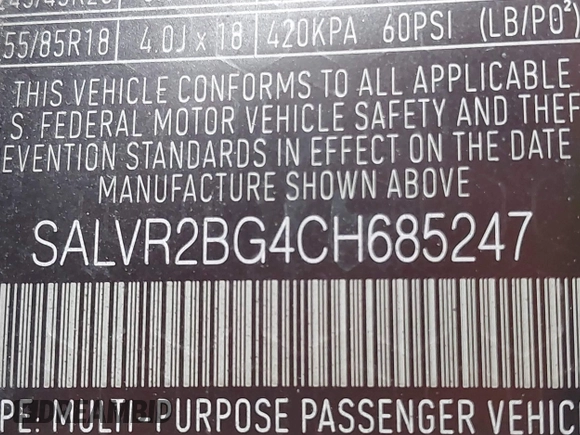 55/85R18 4.0J x 18 420KPA 60PSI (LB/PO²)
THIS VEHICLE CONFORMS TO ALL APPLICABLE
S. FEDERAL MOTOR VEHICLE SAFETY AND THEF
EVENTION STANDARDS IN EFFECT ON THE DATE
MANUFACTURE SHOWN ABOVE
SALVR2BG4CH685247
PE: MULTI PURPOSE PASSENGER VEHIC
DREAMBID